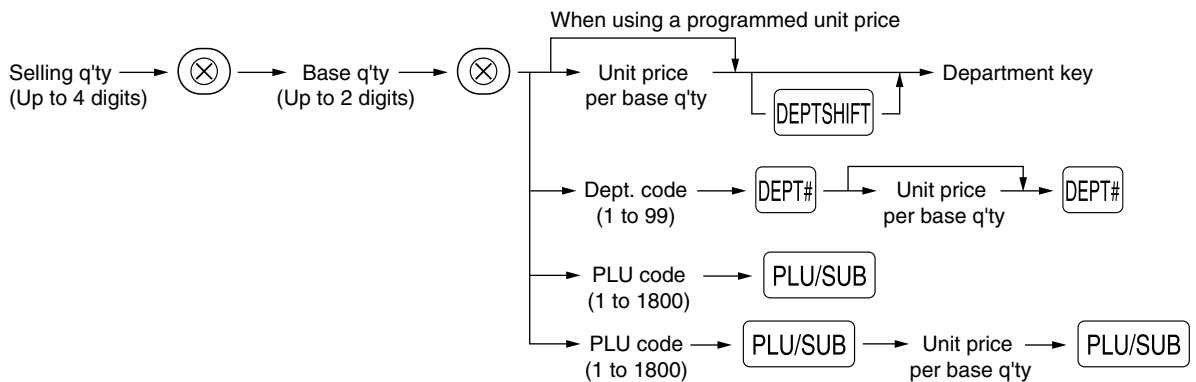 When using a programmed unit price
Selling q'ty
(Up to 4 digits)
Base q'ty
(Up to 2 digits)
Unit price
per base q'ty
DEPTSHIFT
Department key
Dept. code
(1 to 99)
DEPT#
Unit price
per base q'ty
DEPT#
PLU code
(1 to 1800)
PLU/SUB
PLU code
(1 to 1800)
PLU/SUB
Unit price
per base q'ty
PLU/SUB